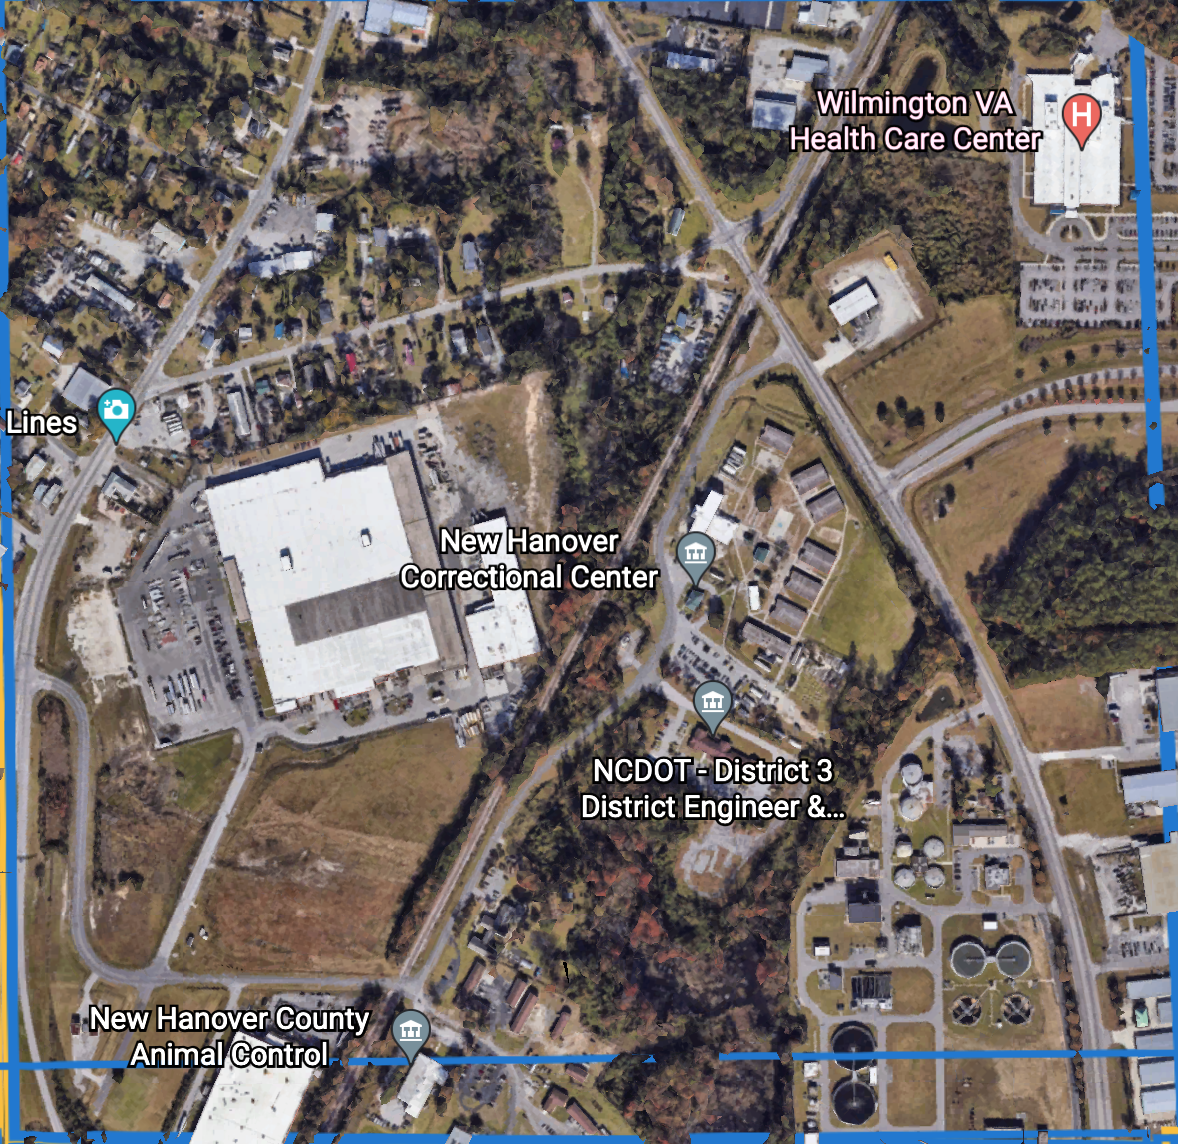 Wilmington VA
Health Care Center
H
Lines
New Hanover
Correctional Center
NCDOT - District 3
District Engineer &...
New Hanover County
Animal Control